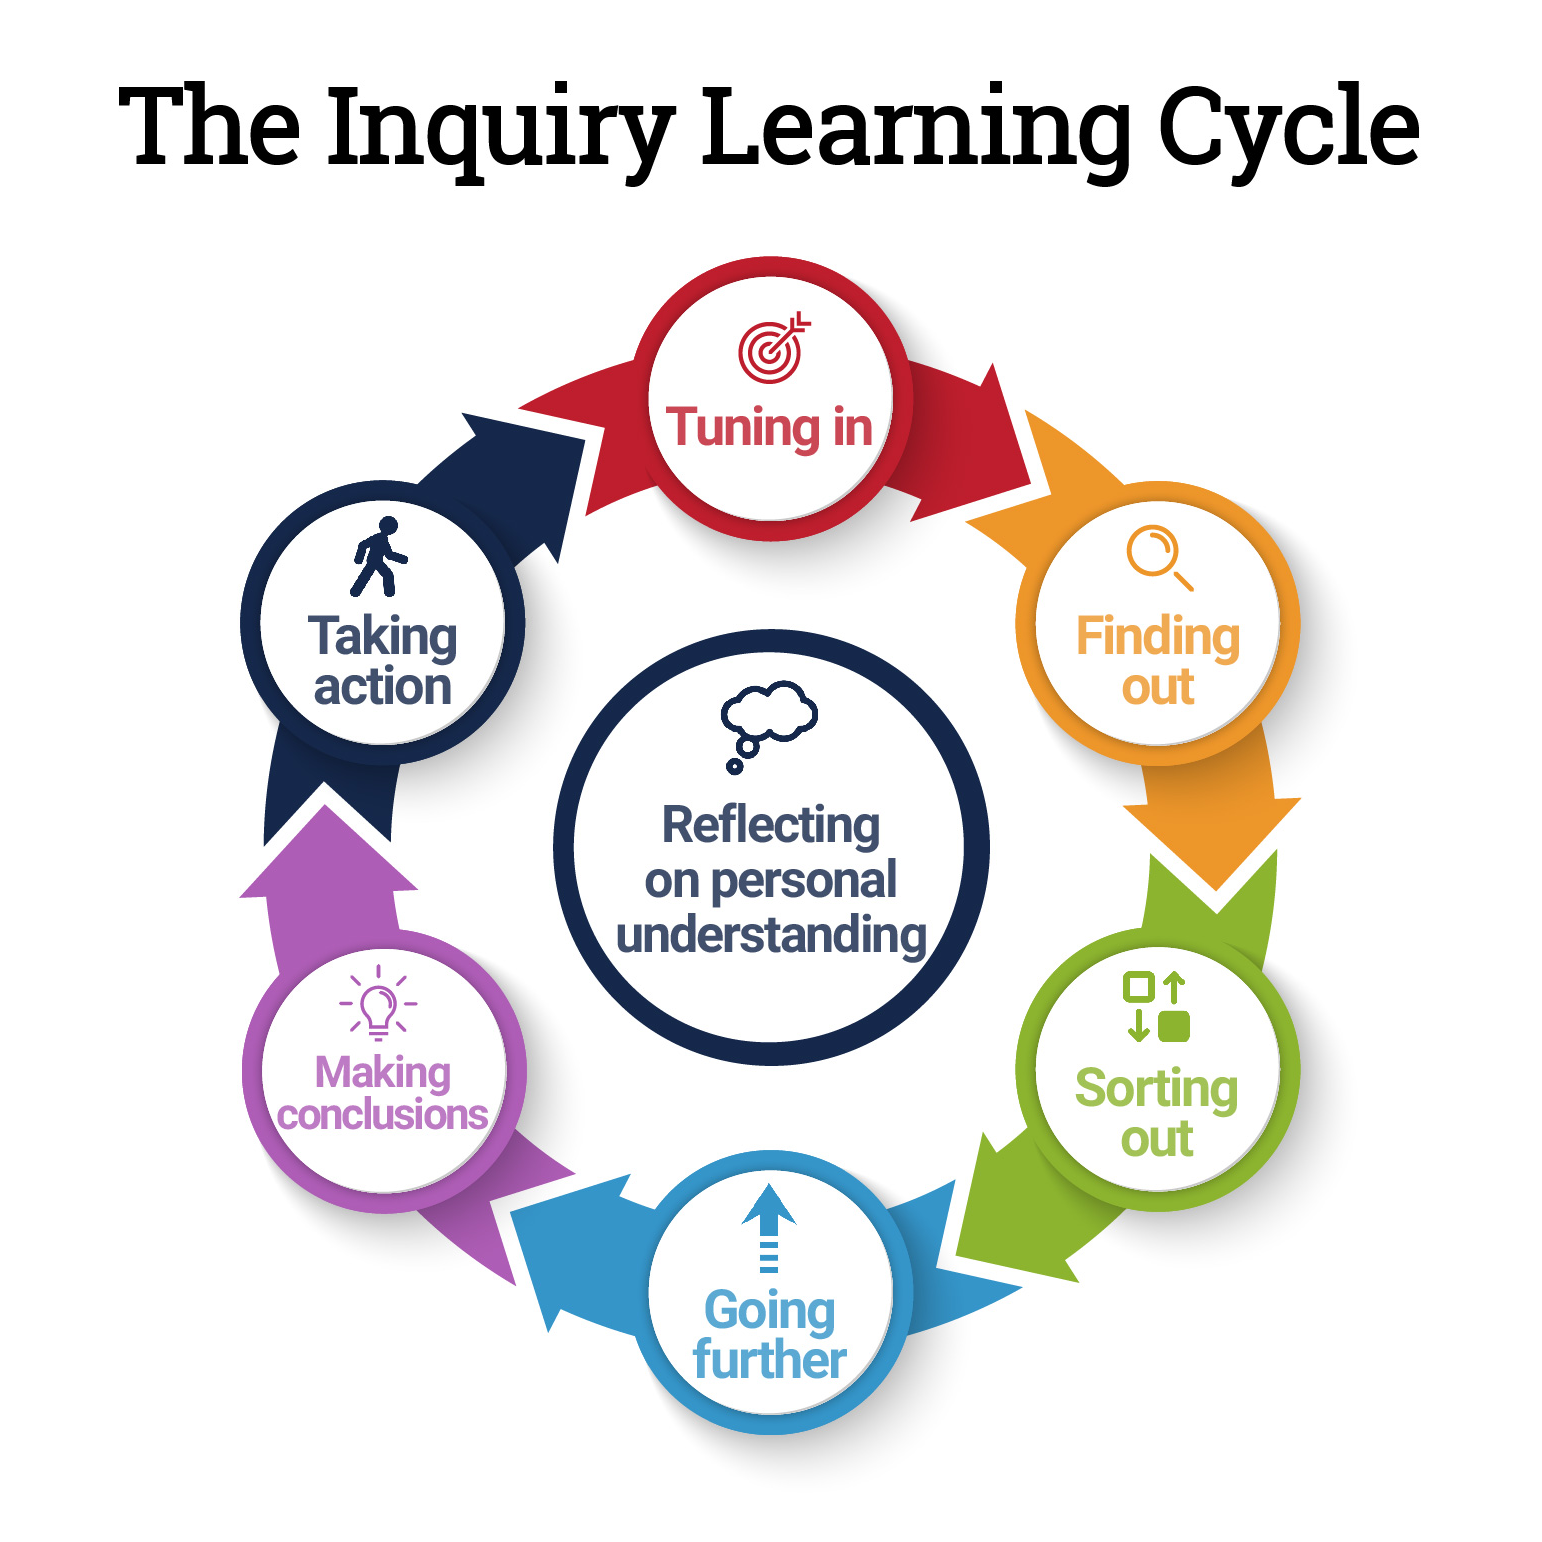 The Inquiry Learning Cycle
Tuning in
Finding
out
Sorting
out
Going
further
Making
conclusions
Taking
action
Reflecting
on personal
understanding